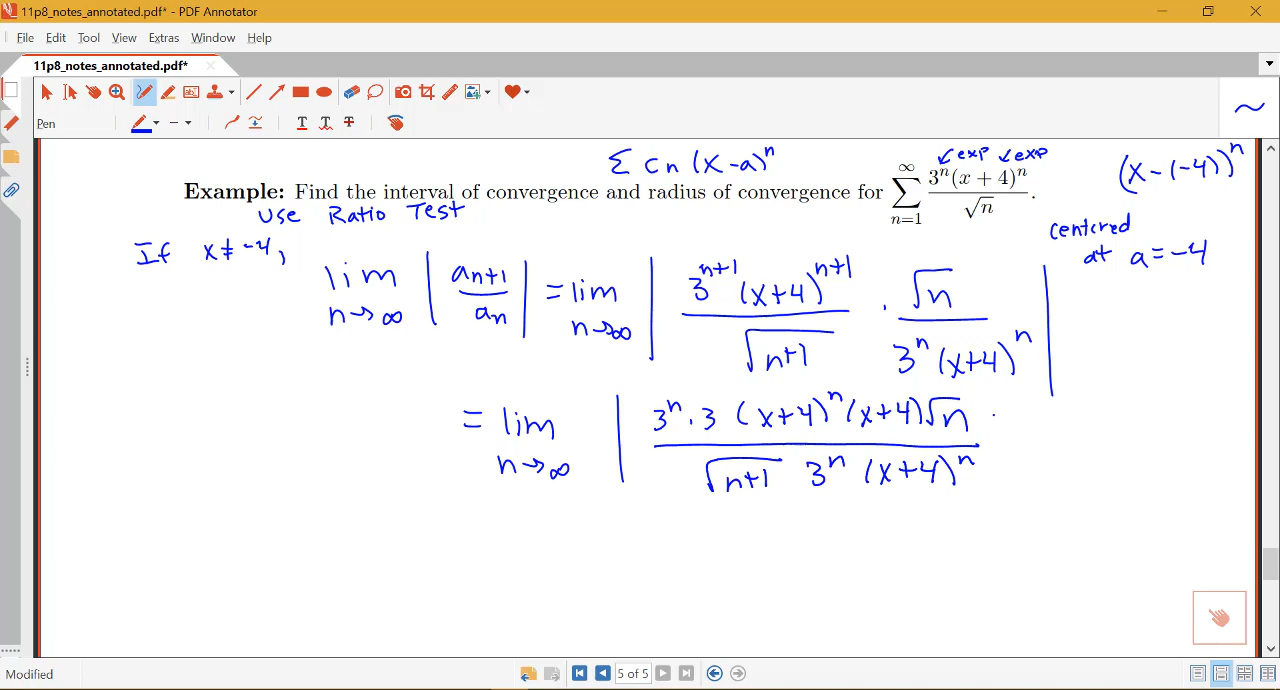 11p8_notes_annotated.pdf* - PDF Annotator
File Edit Tool View Extras Window Help
11p8_notes_annotated.pdf*
Pen
Σ cn (x-a)^n
↙exp ↙exp
(x-(-4))^n
Example: Find the interval of convergence and radius of convergence for ∑_{n=1}^{∞} 3^n(x + 4)^n / √n.
Use Ratio Test
centered
at a = -4
If x ≠ -4,
lim_{n→∞} | a_{n+1} / a_n | = lim_{n→∞} | 3^{n+1} (x+4)^{n+1} / √(n+1) · √n / 3^n (x+4)^n |
= lim_{n→∞} | 3^n · 3 (x+4)^n (x+4) √n / √(n+1) 3^n (x+4)^n
Modified
5 of 5